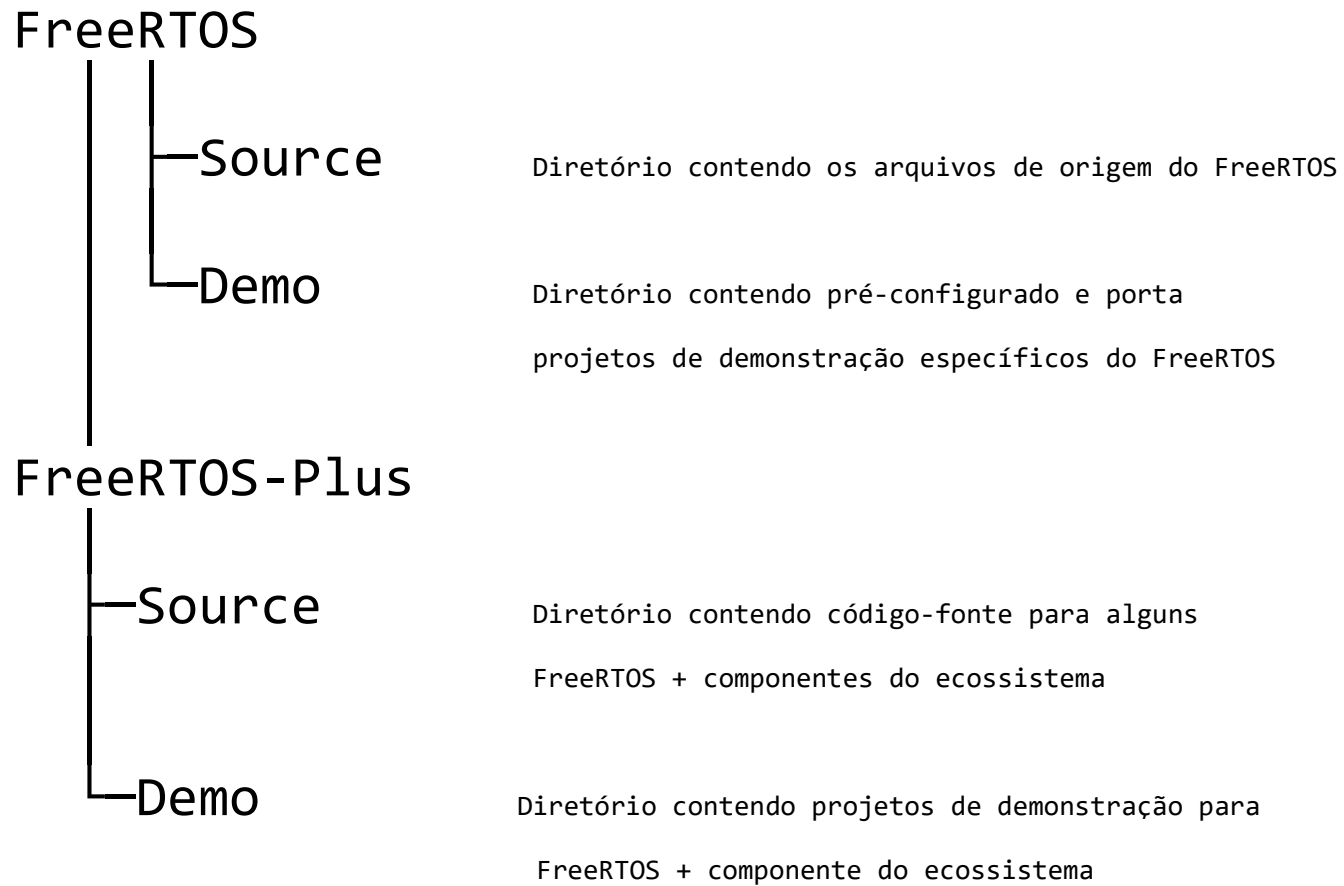 FreeRTOS
Source Diretório contendo os arquivos de origem do FreeRTOS
Demo Diretório contendo pré-configurado e porta
projetos de demonstração específicos do FreeRTOS
FreeRTOS-Plus
Source Diretório contendo código-fonte para alguns
FreeRTOS + componentes do ecossistema
Demo Diretório contendo projetos de demonstração para
FreeRTOS + componente do ecossistema